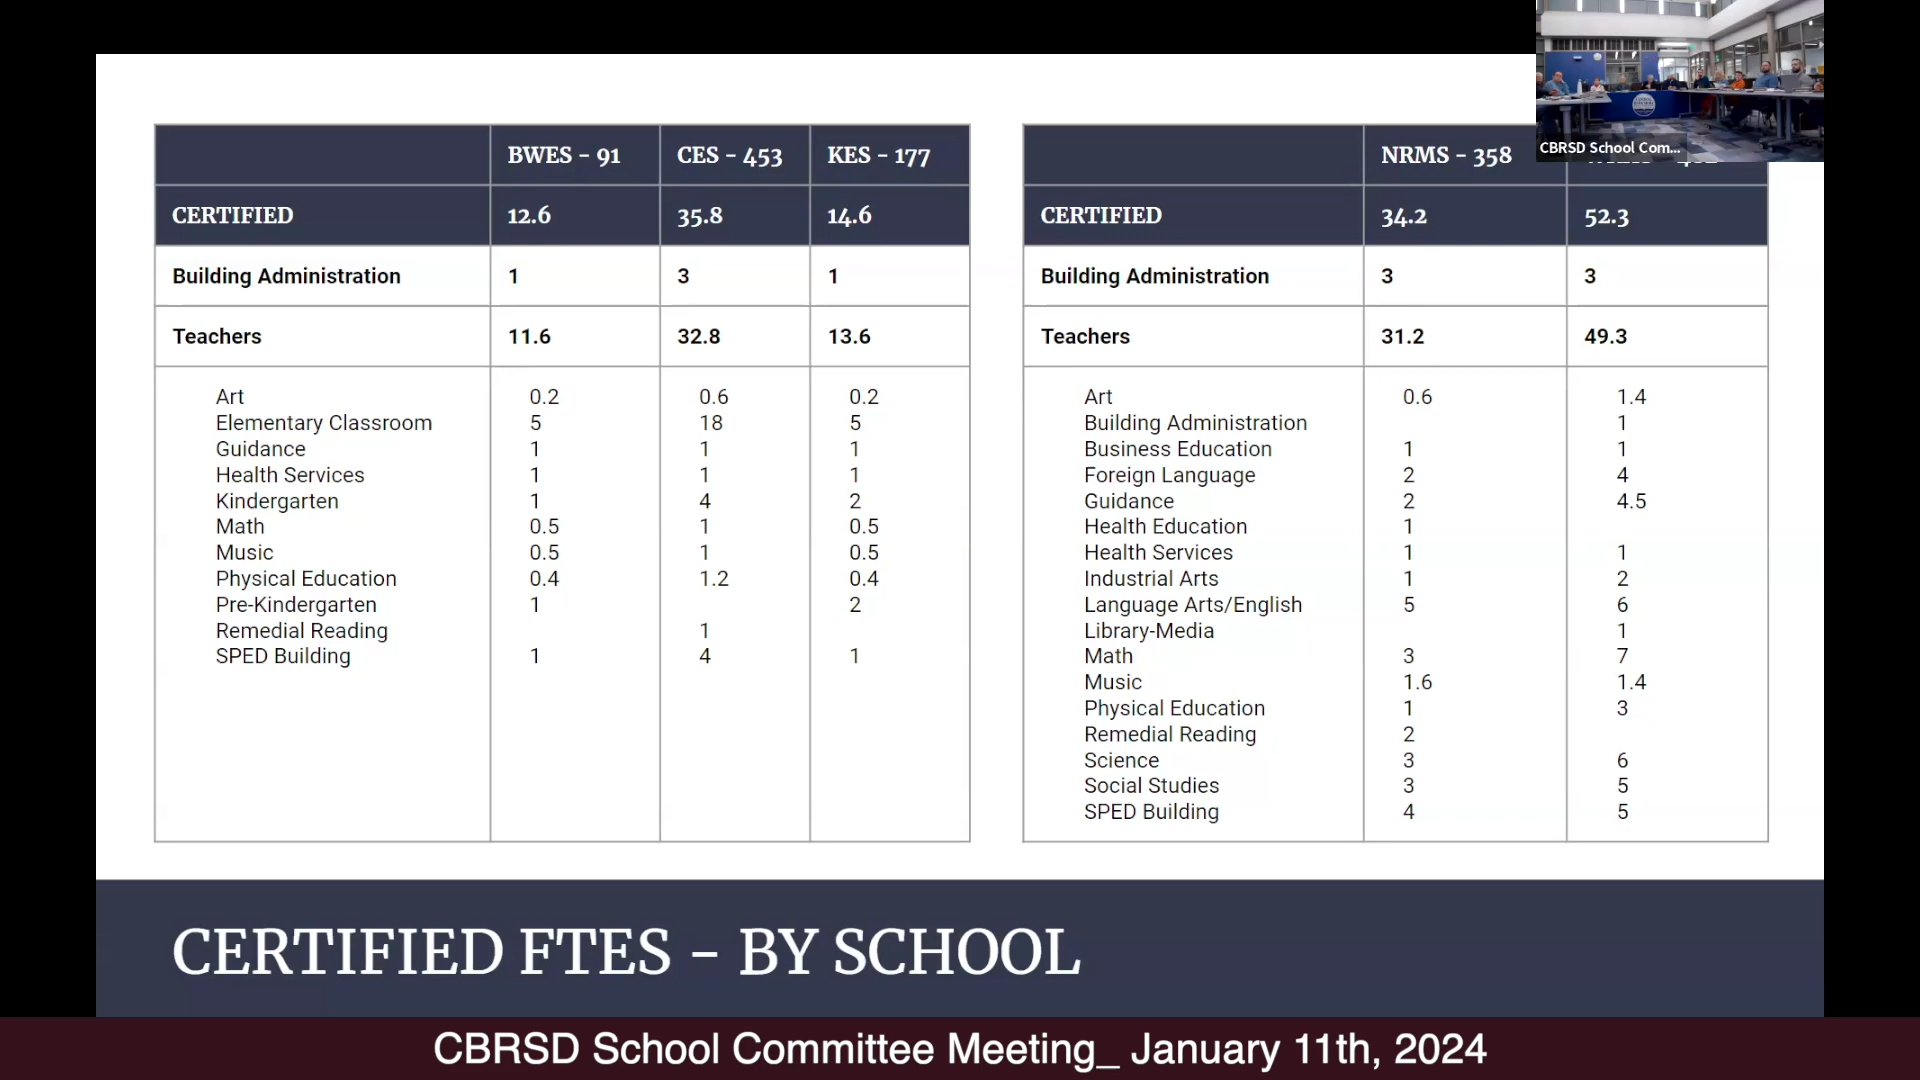 CBRSD School Com...
BWES - 91 CES - 453 KES - 177
CERTIFIED 12.6 35.8 14.6
Building Administration 1 3 1
Teachers 11.6 32.8 13.6
Art 0.2 0.6 0.2
Elementary Classroom 5 18 5
Guidance 1 1 1
Health Services 1 1 1
Kindergarten 1 4 2
Math 0.5 1 0.5
Music 0.5 1 0.5
Physical Education 0.4 1.2 0.4
Pre-Kindergarten 1 2
Remedial Reading 1
SPED Building 1 4 1
NRMS - 358
CERTIFIED 34.2 52.3
Building Administration 3 3
Teachers 31.2 49.3
Art 0.6 1.4
Building Administration 1
Business Education 1 1
Foreign Language 2 4
Guidance 2 4.5
Health Education 1
Health Services 1 1
Industrial Arts 1 2
Language Arts/English 5 6
Library-Media 1
Math 3 7
Music 1.6 1.4
Physical Education 1 3
Remedial Reading 2
Science 3 6
Social Studies 3 5
SPED Building 4 5
CERTIFIED FTES - BY SCHOOL
CBRSD School Committee Meeting_ January 11th, 2024